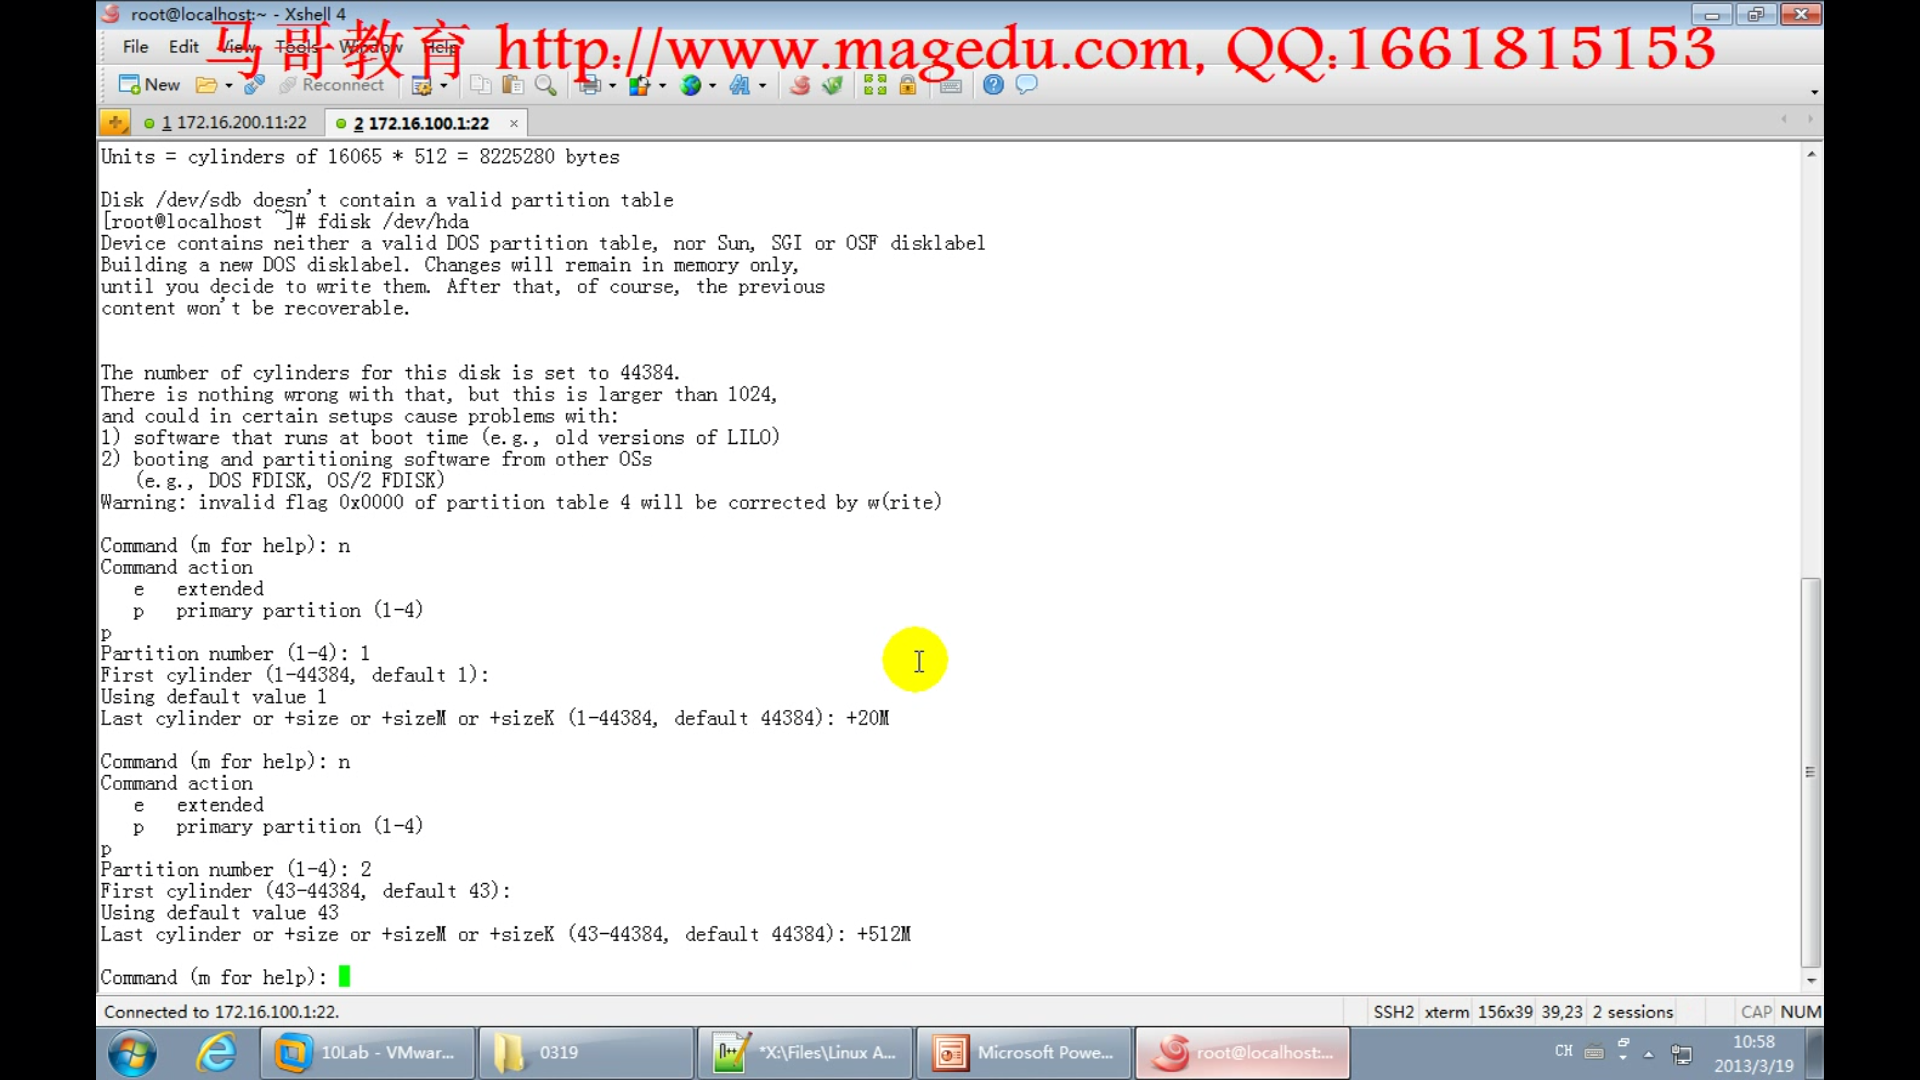 root@localhost:~ - Xshell 4
马哥教育 http://www.magedu.com, QQ:1661815153
File Edit View Tools Window Help
New Reconnect
1 172.16.200.11:22 2 172.16.100.1:22
Units = cylinders of 16065 * 512 = 8225280 bytes
Disk /dev/sdb doesn't contain a valid partition table
[root@localhost ~]# fdisk /dev/hda
Device contains neither a valid DOS partition table, nor Sun, SGI or OSF disklabel
Building a new DOS disklabel. Changes will remain in memory only,
until you decide to write them. After that, of course, the previous
content won't be recoverable.
The number of cylinders for this disk is set to 44384.
There is nothing wrong with that, but this is larger than 1024,
and could in certain setups cause problems with:
1) software that runs at boot time (e.g., old versions of LILO)
2) booting and partitioning software from other OSs
(e.g., DOS FDISK, OS/2 FDISK)
Warning: invalid flag 0x0000 of partition table 4 will be corrected by w(rite)
Command (m for help): n
Command action
e extended
p primary partition (1-4)
p
Partition number (1-4): 1
First cylinder (1-44384, default 1):
Using default value 1
Last cylinder or +size or +sizeM or +sizeK (1-44384, default 44384): +20M
Command (m for help): n
Command action
e extended
p primary partition (1-4)
p
Partition number (1-4): 2
First cylinder (43-44384, default 43):
Using default value 43
Last cylinder or +size or +sizeM or +sizeK (43-44384, default 44384): +512M
Command (m for help):
Connected to 172.16.100.1:22. SSH2 xterm 156x39 39,23 2 sessions CAP NUM
10Lab - VMwar... 0319 *X:\Files\Linux A... Microsoft Powe... root@localhost:... CH 10:58
2013/3/19